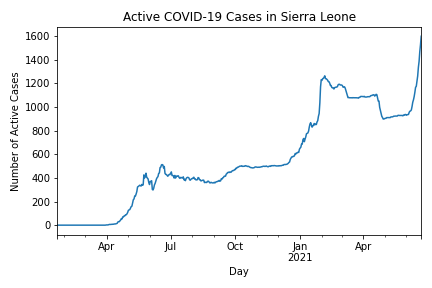 Active COVID-19 Cases in Sierra Leone
Number of Active Cases
1600
1400
1200
1000
800
600
400
200
0
Apr Jul Oct Jan Apr
2021
Day